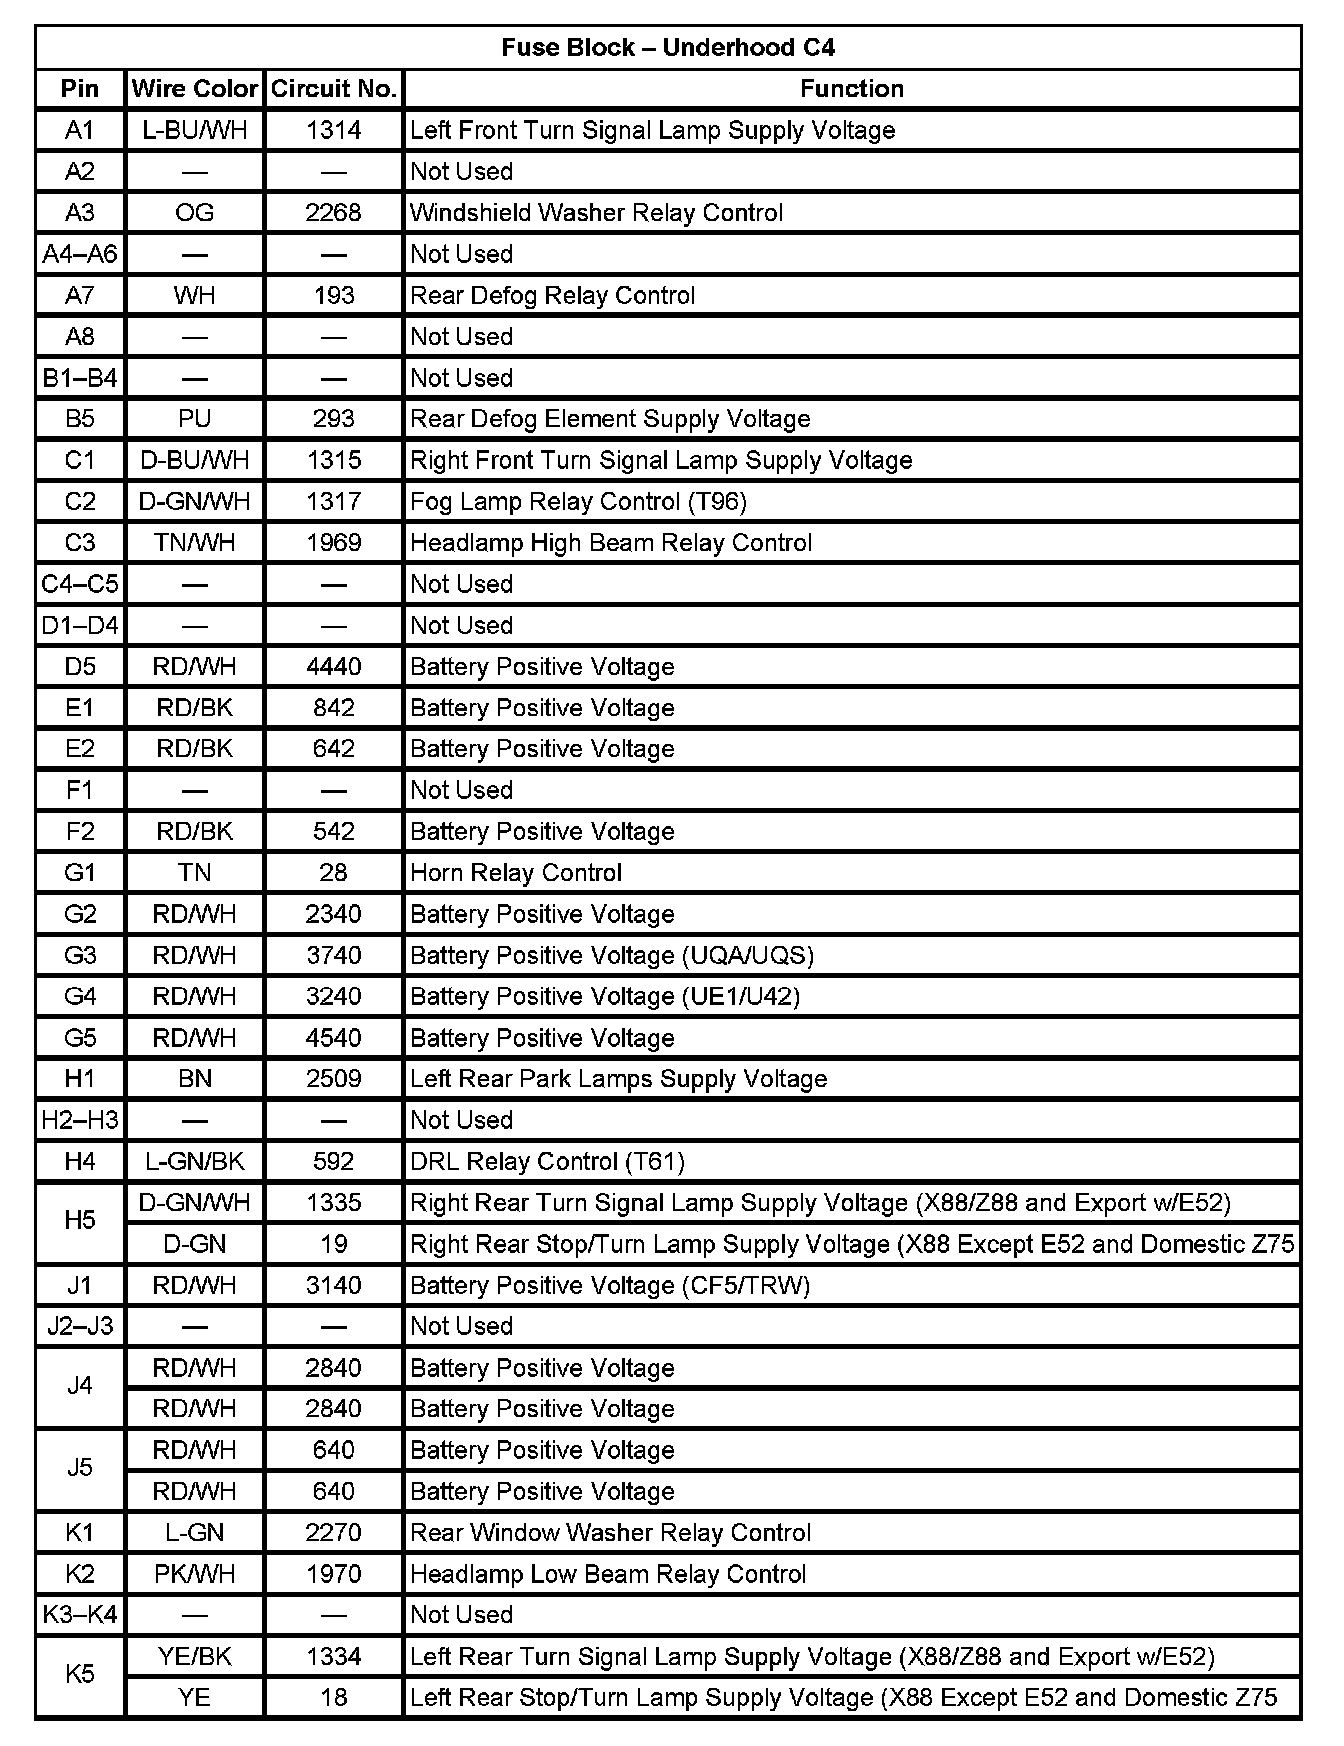 Fuse Block – Underhood C4
Pin Wire Color Circuit No. Function
A1 L-BU/WH 1314 Left Front Turn Signal Lamp Supply Voltage
A2 — — Not Used
A3 OG 2268 Windshield Washer Relay Control
A4–A6 — — Not Used
A7 WH 193 Rear Defog Relay Control
A8 — — Not Used
B1–B4 — — Not Used
B5 PU 293 Rear Defog Element Supply Voltage
C1 D-BU/WH 1315 Right Front Turn Signal Lamp Supply Voltage
C2 D-GN/WH 1317 Fog Lamp Relay Control (T96)
C3 TN/WH 1969 Headlamp High Beam Relay Control
C4–C5 — — Not Used
D1–D4 — — Not Used
D5 RD/WH 4440 Battery Positive Voltage
E1 RD/BK 842 Battery Positive Voltage
E2 RD/BK 642 Battery Positive Voltage
F1 — — Not Used
F2 RD/BK 542 Battery Positive Voltage
G1 TN 28 Horn Relay Control
G2 RD/WH 2340 Battery Positive Voltage
G3 RD/WH 3740 Battery Positive Voltage (UQA/UQS)
G4 RD/WH 3240 Battery Positive Voltage (UE1/U42)
G5 RD/WH 4540 Battery Positive Voltage
H1 BN 2509 Left Rear Park Lamps Supply Voltage
H2–H3 — — Not Used
H4 L-GN/BK 592 DRL Relay Control (T61)
H5 D-GN/WH 1335 Right Rear Turn Signal Lamp Supply Voltage (X88/Z88 and Export w/E52)
D-GN 19 Right Rear Stop/Turn Lamp Supply Voltage (X88 Except E52 and Domestic Z75
J1 RD/WH 3140 Battery Positive Voltage (CF5/TRW)
J2–J3 — — Not Used
J4 RD/WH 2840 Battery Positive Voltage
RD/WH 2840 Battery Positive Voltage
J5 RD/WH 640 Battery Positive Voltage
RD/WH 640 Battery Positive Voltage
K1 L-GN 2270 Rear Window Washer Relay Control
K2 PK/WH 1970 Headlamp Low Beam Relay Control
K3–K4 — — Not Used
K5 YE/BK 1334 Left Rear Turn Signal Lamp Supply Voltage (X88/Z88 and Export w/E52)
YE 18 Left Rear Stop/Turn Lamp Supply Voltage (X88 Except E52 and Domestic Z75